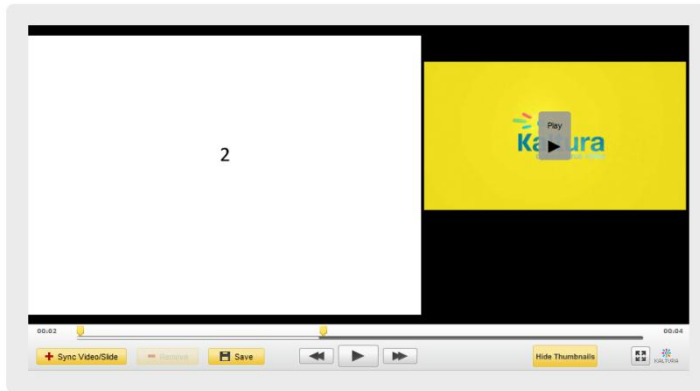 2
Play
Kaltura
00:02
00:04
Sync Video/Slide
Remove
Save
Hide Thumbnails
KALTURA